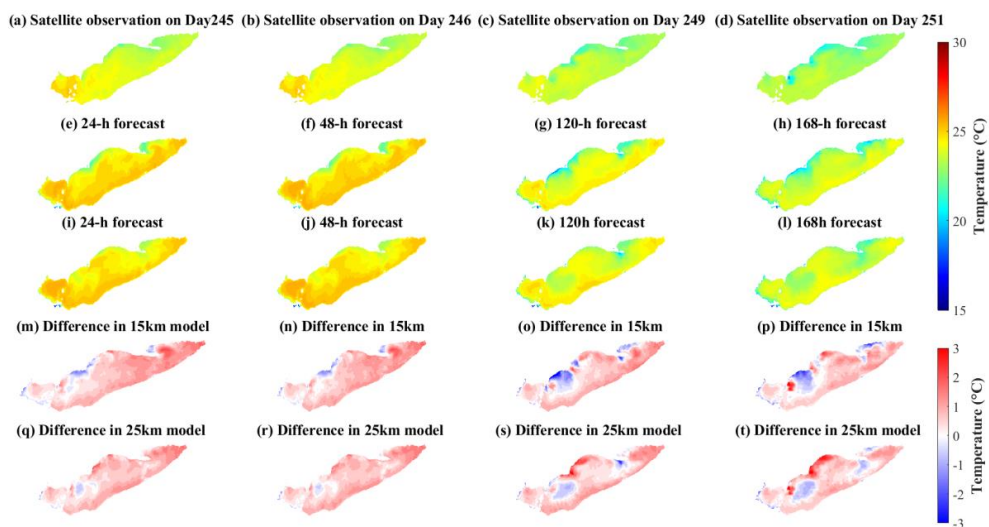 (a) Satellite observation on Day245 (b) Satellite observation on Day 246 (c) Satellite observation on Day 249 (d) Satellite observation on Day 251
30
(e) 24-h forecast (f) 48-h forecast (g) 120-h forecast (h) 168-h forecast
25
(i) 24-h forecast (j) 48-h forecast (k) 120h forecast (l) 168h forecast
20
15
Temperature (°C)
(m) Difference in 15km model (n) Difference in 15km (o) Difference in 15km (p) Difference in 15km
3
2
1
(q) Difference in 25km model (r) Difference in 25km model (s) Difference in 25km model (t) Difference in 25km model
0
-1
-2
-3
Temperature (°C)